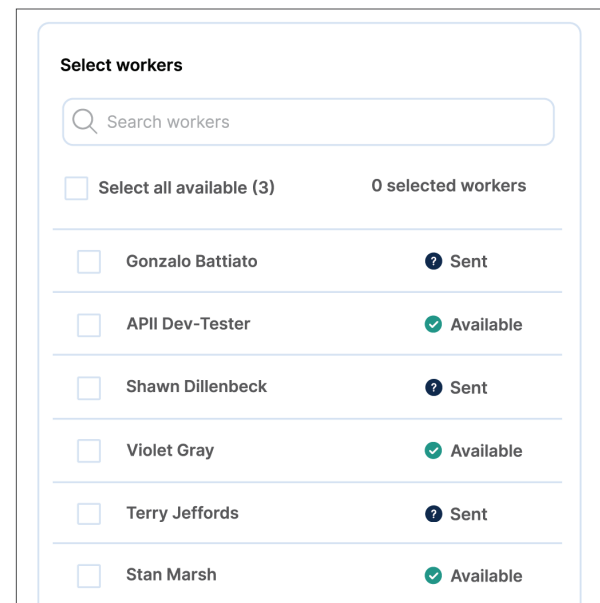 Select workers
Search workers
Select all available (3) 0 selected workers
Gonzalo Battiato ? Sent
APII Dev-Tester Available
Shawn Dillenbeck ? Sent
Violet Gray Available
Terry Jeffords ? Sent
Stan Marsh Available